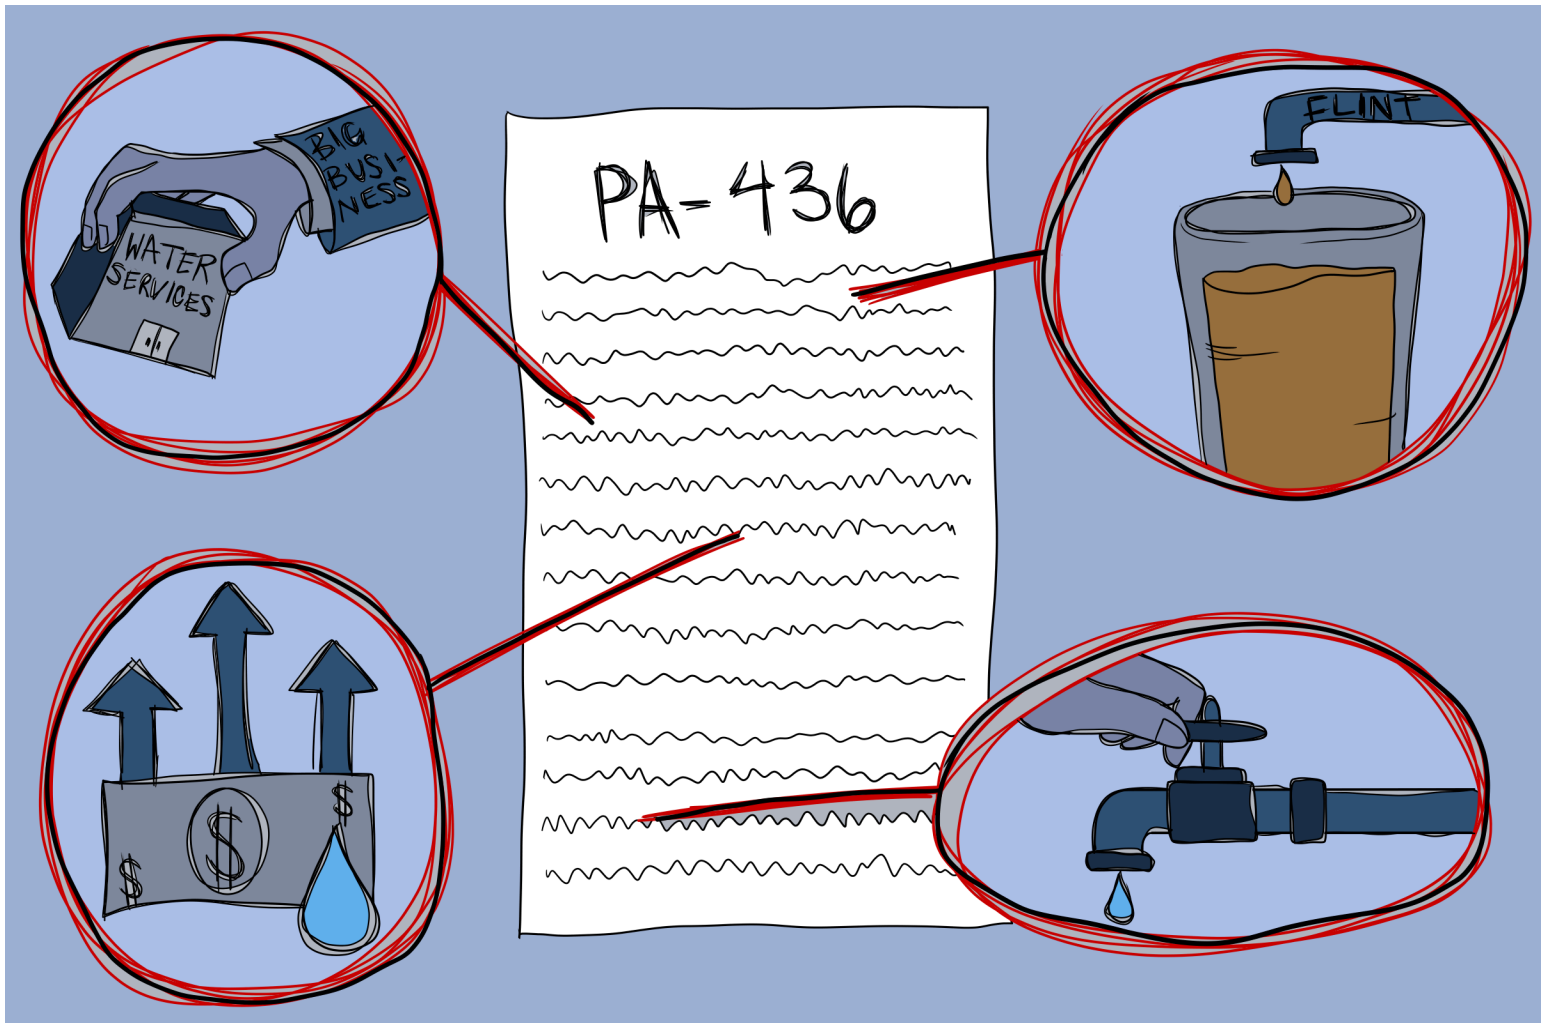 BIG
BUSI-
NESS
WATER
SERVICES
PA-436
FLINT
$
$
$